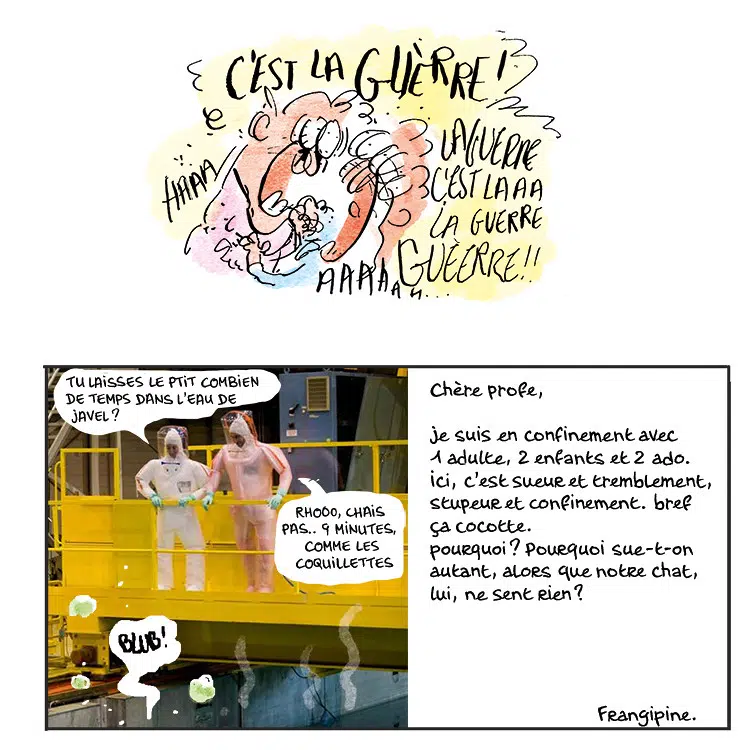 C'EST LA GUÈRRE!
HAAA
LA GUERRE
C'EST LAAA
LA GUERRE
GUÈERRE!!
AAAAAH...
TU LAISSES LE PTIT COMBIEN
DE TEMPS DANS L'EAU DE
JAVEL?
RHOOO, CHAIS
PAS.. 9 MINUTES,
COMME LES
COQUILLETTES
BLUB!
Chère profe,
je suis en confinement avec
1 adulte, 2 enfants et 2 ado.
ici, c'est sueur et tremblement,
stupeur et confinement. bref
ça cocotte.
pourquoi? Pourquoi sue-t-on
autant, alors que notre chat,
lui, ne sent rien?
Frangipine.